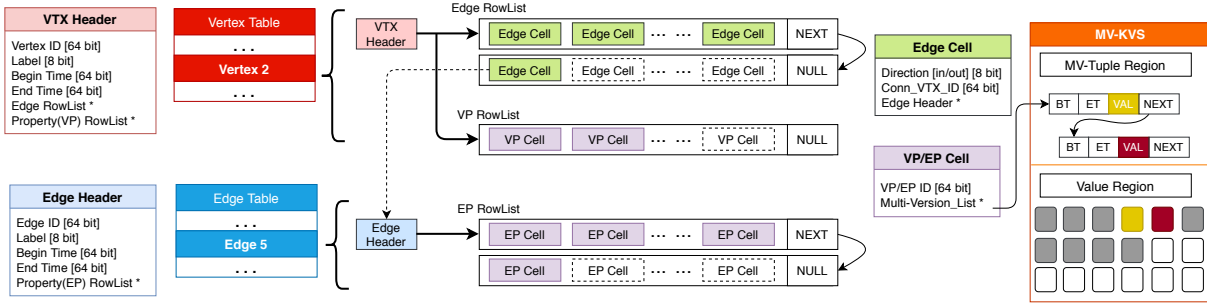 VTX Header
Vertex ID [64 bit]
Label [8 bit]
Begin Time [64 bit]
End Time [64 bit]
Edge RowList *
Property(VP) RowList *
Vertex Table
. . .
Vertex 2
. . .
VTX
Header
Edge RowList
Edge Cell Edge Cell ... ... Edge Cell NEXT
Edge Cell Edge Cell ... ... Edge Cell NULL
VP RowList
VP Cell VP Cell ... ... VP Cell NULL
Edge Header
Edge ID [64 bit]
Label [8 bit]
Begin Time [64 bit]
End Time [64 bit]
Property(EP) RowList *
Edge Table
. . .
Edge 5
. . .
Edge
Header
EP RowList
EP Cell EP Cell ... ... EP Cell NEXT
EP Cell EP Cell ... ... EP Cell NULL
Edge Cell
Direction [in/out] [8 bit]
Conn_VTX_ID [64 bit]
Edge Header *
VP/EP Cell
VP/EP ID [64 bit]
Multi-Version_List *
MV-KVS
MV-Tuple Region
BT ET VAL NEXT
BT ET VAL NEXT
Value Region